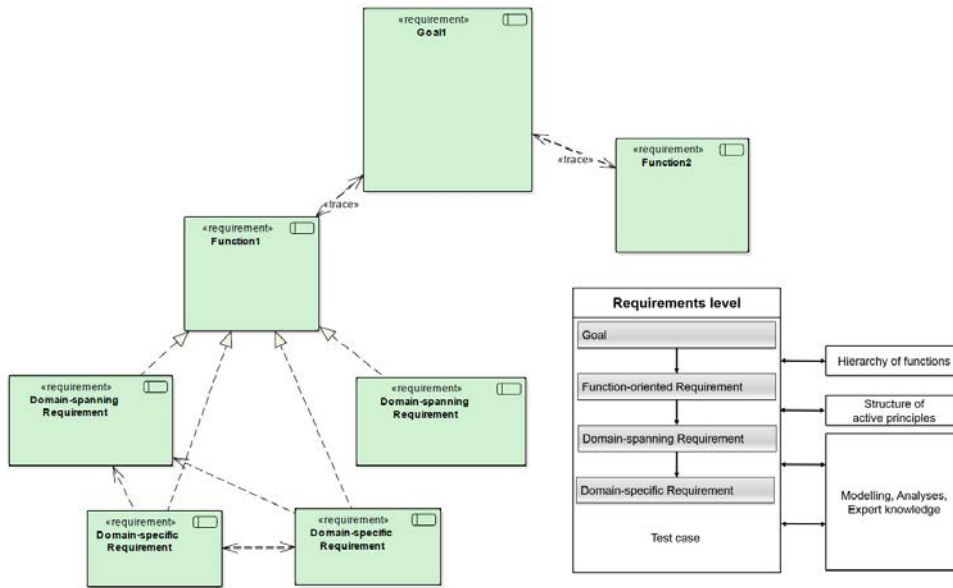 «requirement»
Goal1
«trace»
«requirement»
Function2
«trace»
«requirement»
Function1
«requirement»
Domain-spanning
Requirement
«requirement»
Domain-spanning
Requirement
«requirement»
Domain-specific
Requirement
«requirement»
Domain-specific
Requirement
Requirements level
Goal
Function-oriented Requirement
Domain-spanning Requirement
Domain-specific Requirement
Test case
Hierarchy of functions
Structure of
active principles
Modelling, Analyses,
Expert knowledge